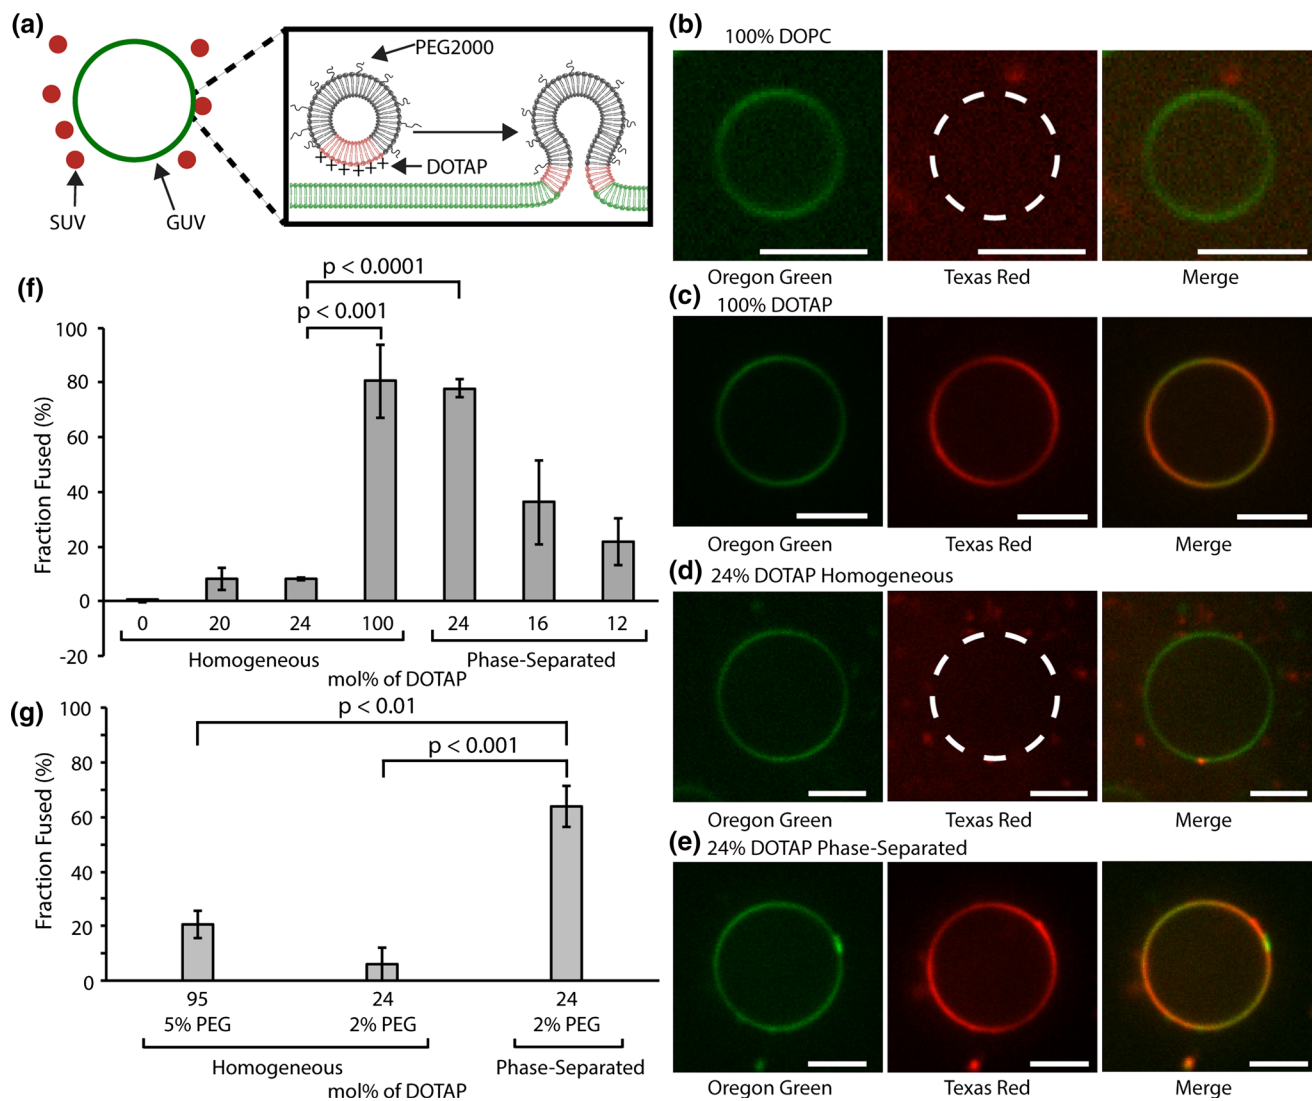 (a)
PEG2000
DOTAP
SUV
GUV
(b)
100% DOPC
Oregon Green
Texas Red
Merge
(c)
100% DOTAP
Oregon Green
Texas Red
Merge
(d)
24% DOTAP Homogeneous
Oregon Green
Texas Red
Merge
(e)
24% DOTAP Phase-Separated
Oregon Green
Texas Red
Merge
(f)
p < 0.0001
p < 0.001
Fraction Fused (%)
100
80
60
40
20
0
-20
0 20 24 100 24 16 12
Homogeneous Phase-Separated
mol% of DOTAP
(g)
p < 0.01
p < 0.001
Fraction Fused (%)
100
80
60
40
20
0
95 24 24
5% PEG 2% PEG 2% PEG
Homogeneous Phase-Separated
mol% of DOTAP